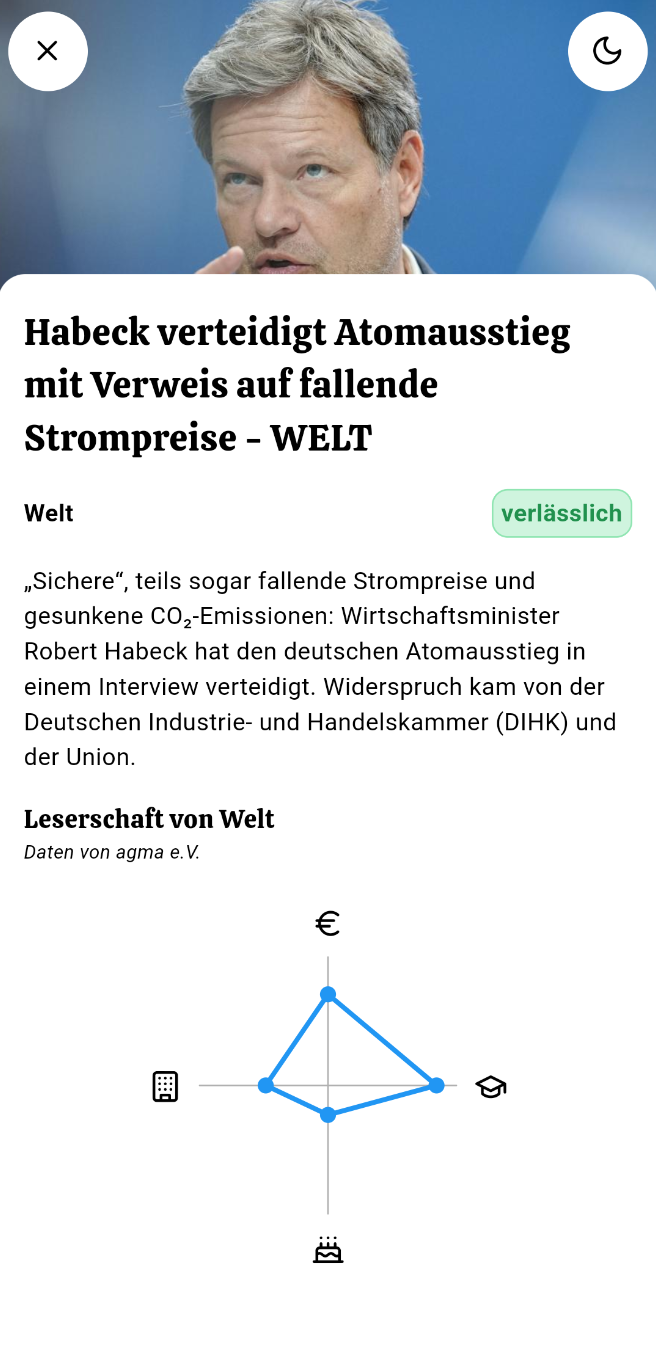 Habeck verteidigt Atomausstieg
mit Verweis auf fallende
Strompreise - WELT
Welt
verlässlich
„Sichere“, teils sogar fallende Strompreise und
gesunkene CO₂-Emissionen: Wirtschaftsminister
Robert Habeck hat den deutschen Atomausstieg in
einem Interview verteidigt. Widerspruch kam von der
Deutschen Industrie- und Handelskammer (DIHK) und
der Union.
Leserschaft von Welt
Daten von agma e.V.
€